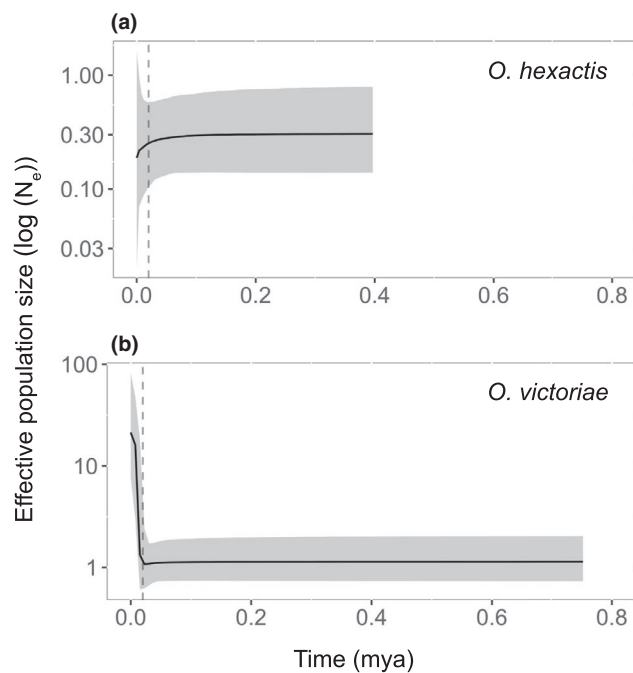 (a)
O. hexactis
1.00
0.30
0.10
0.03
0.0 0.2 0.4 0.6 0.8
Effective population size (log (Ne))
(b)
O. victoriae
100
10
1
0.0 0.2 0.4 0.6 0.8
Time (mya)